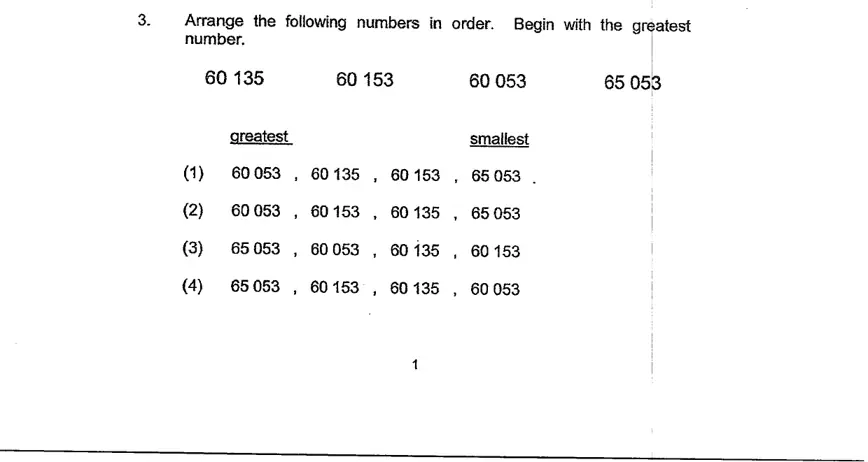 3. Arrange the following numbers in order. Begin with the greatest
number.
60 135 60 153 60 053 65 053
greatest smallest
(1) 60 053 , 60 135 , 60 153 , 65 053 .
(2) 60 053 , 60 153 , 60 135 , 65 053
(3) 65 053 , 60 053 , 60 135 , 60 153
(4) 65 053 , 60 153 , 60 135 , 60 053
1